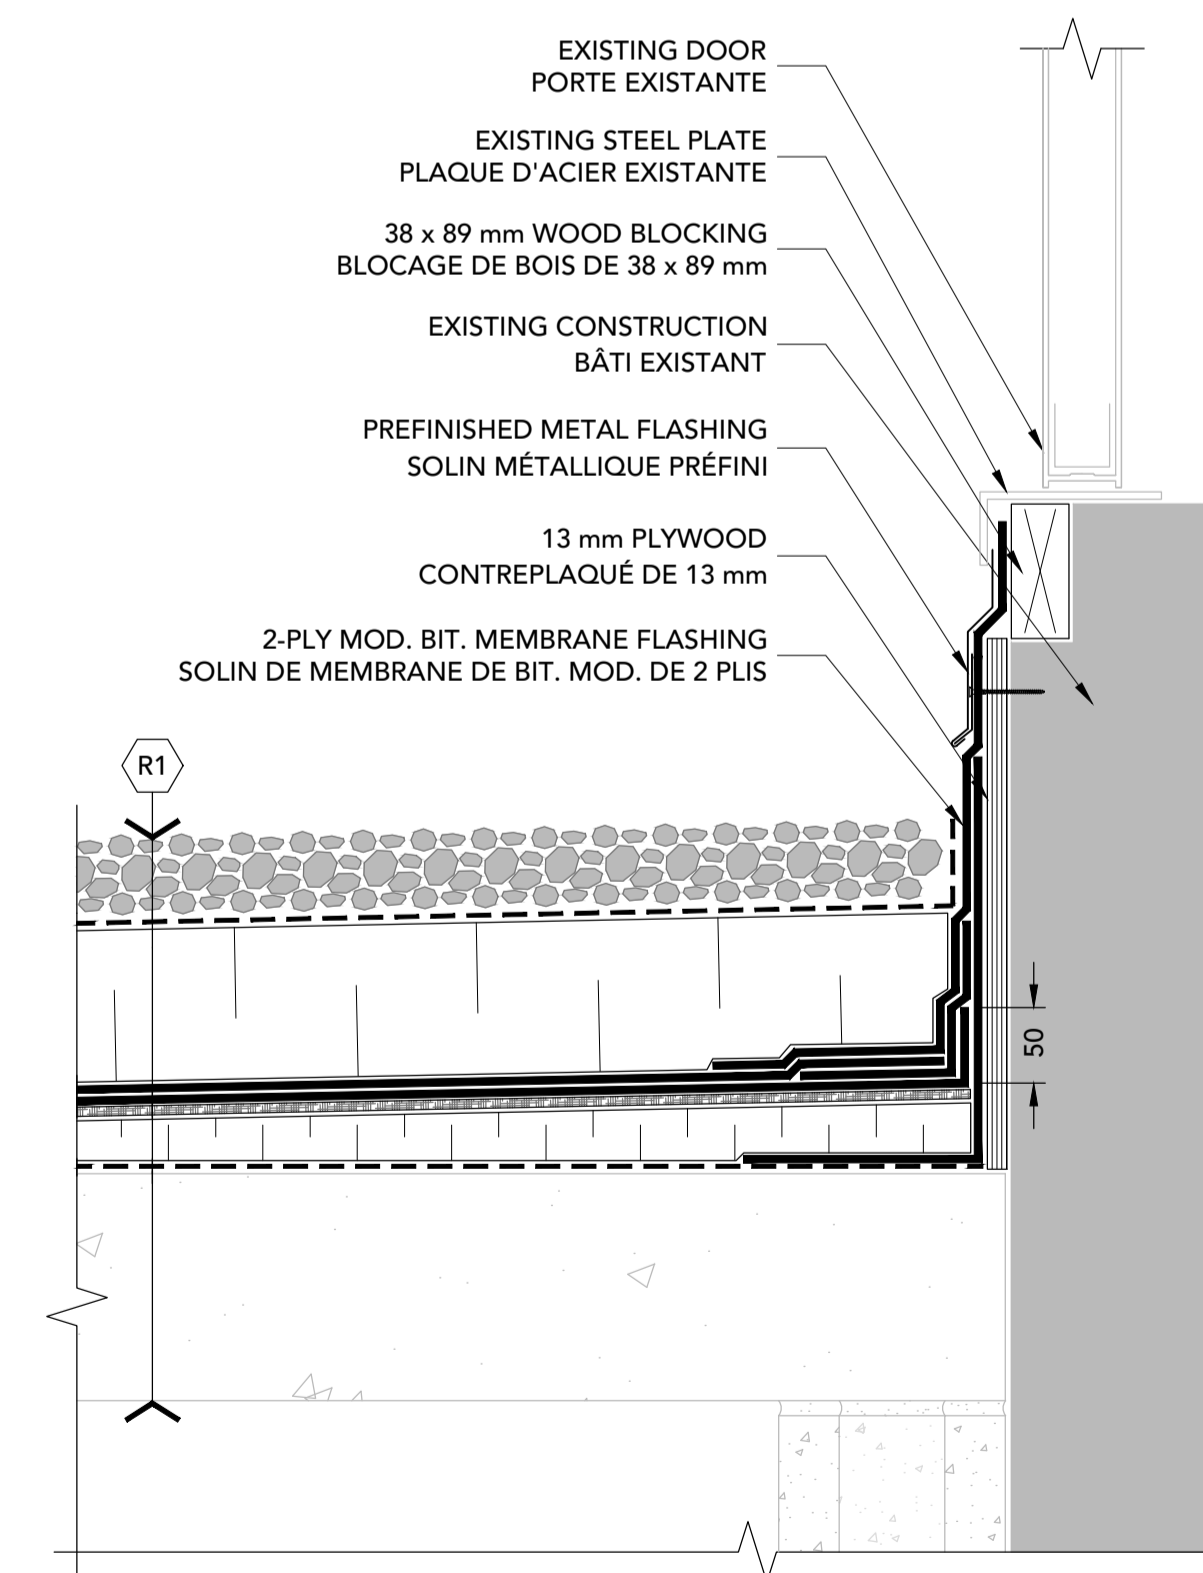 EXISTING DOOR
PORTE EXISTANTE
EXISTING STEEL PLATE
PLAQUE D'ACIER EXISTANTE
38 x 89 mm WOOD BLOCKING
BLOCAGE DE BOIS DE 38 x 89 mm
EXISTING CONSTRUCTION
BÂTI EXISTANT
PREFINISHED METAL FLASHING
SOLIN MÉTALLIQUE PRÉFINI
13 mm PLYWOOD
CONTREPLAQUÉ DE 13 mm
2-PLY MOD. BIT. MEMBRANE FLASHING
SOLIN DE MEMBRANE DE BIT. MOD. DE 2 PLIS
R1
50